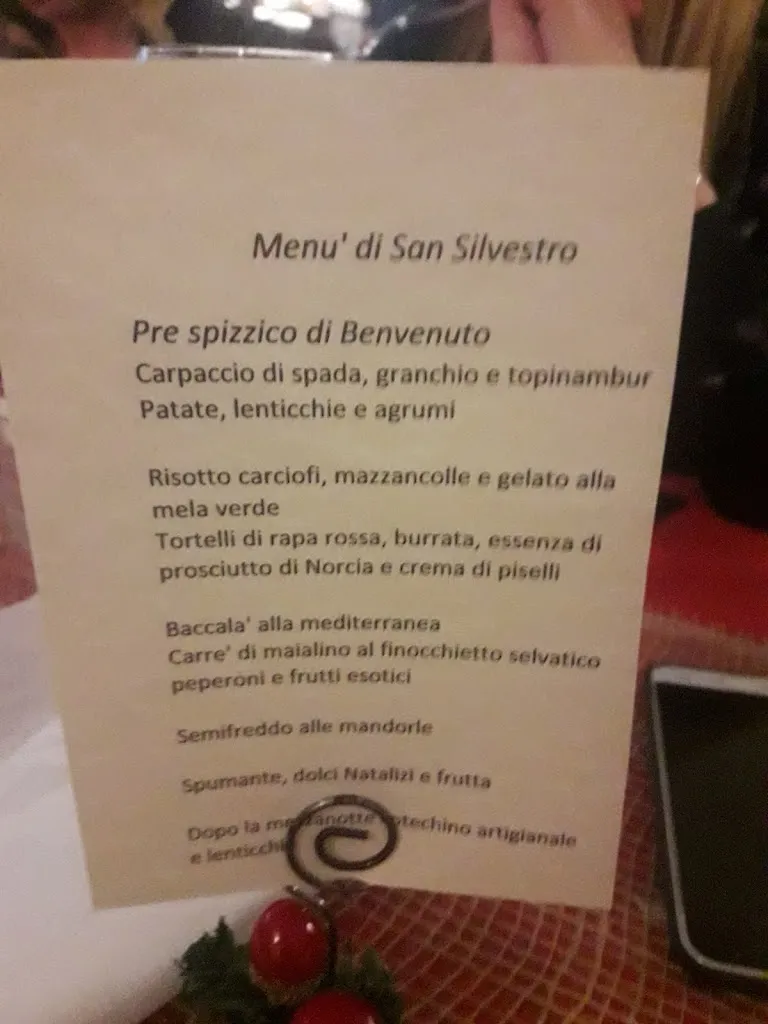 Menu' di San Silvestro
Pre spizzico di Benvenuto
Carpaccio di spada, granchio e topinambur
Patate, lenticchie e agrumi
Risotto carciofi, mazzancolle e gelato alla
mela verde
Tortelli di rapa rossa, burrata, essenza di
prosciutto di Norcia e crema di piselli
Baccala' alla mediterranea
Carre' di maialino al finocchietto selvatico
peperoni e frutti esotici
Semifreddo alle mandorle
Spumante, dolci Natalizi e frutta
Dopo la mezzanotte cotechino artigianale
e lenticchie